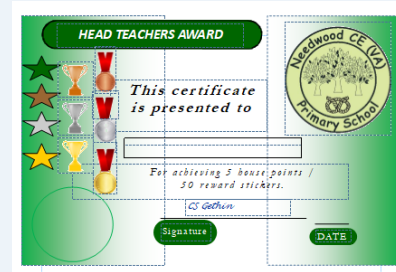 HEAD TEACHERS AWARD
Needwood CE (VA)
Primary School
This certificate
is presented to
For achieving 5 house points /
50 reward stickers.
CS Gethin
Signature
DATE